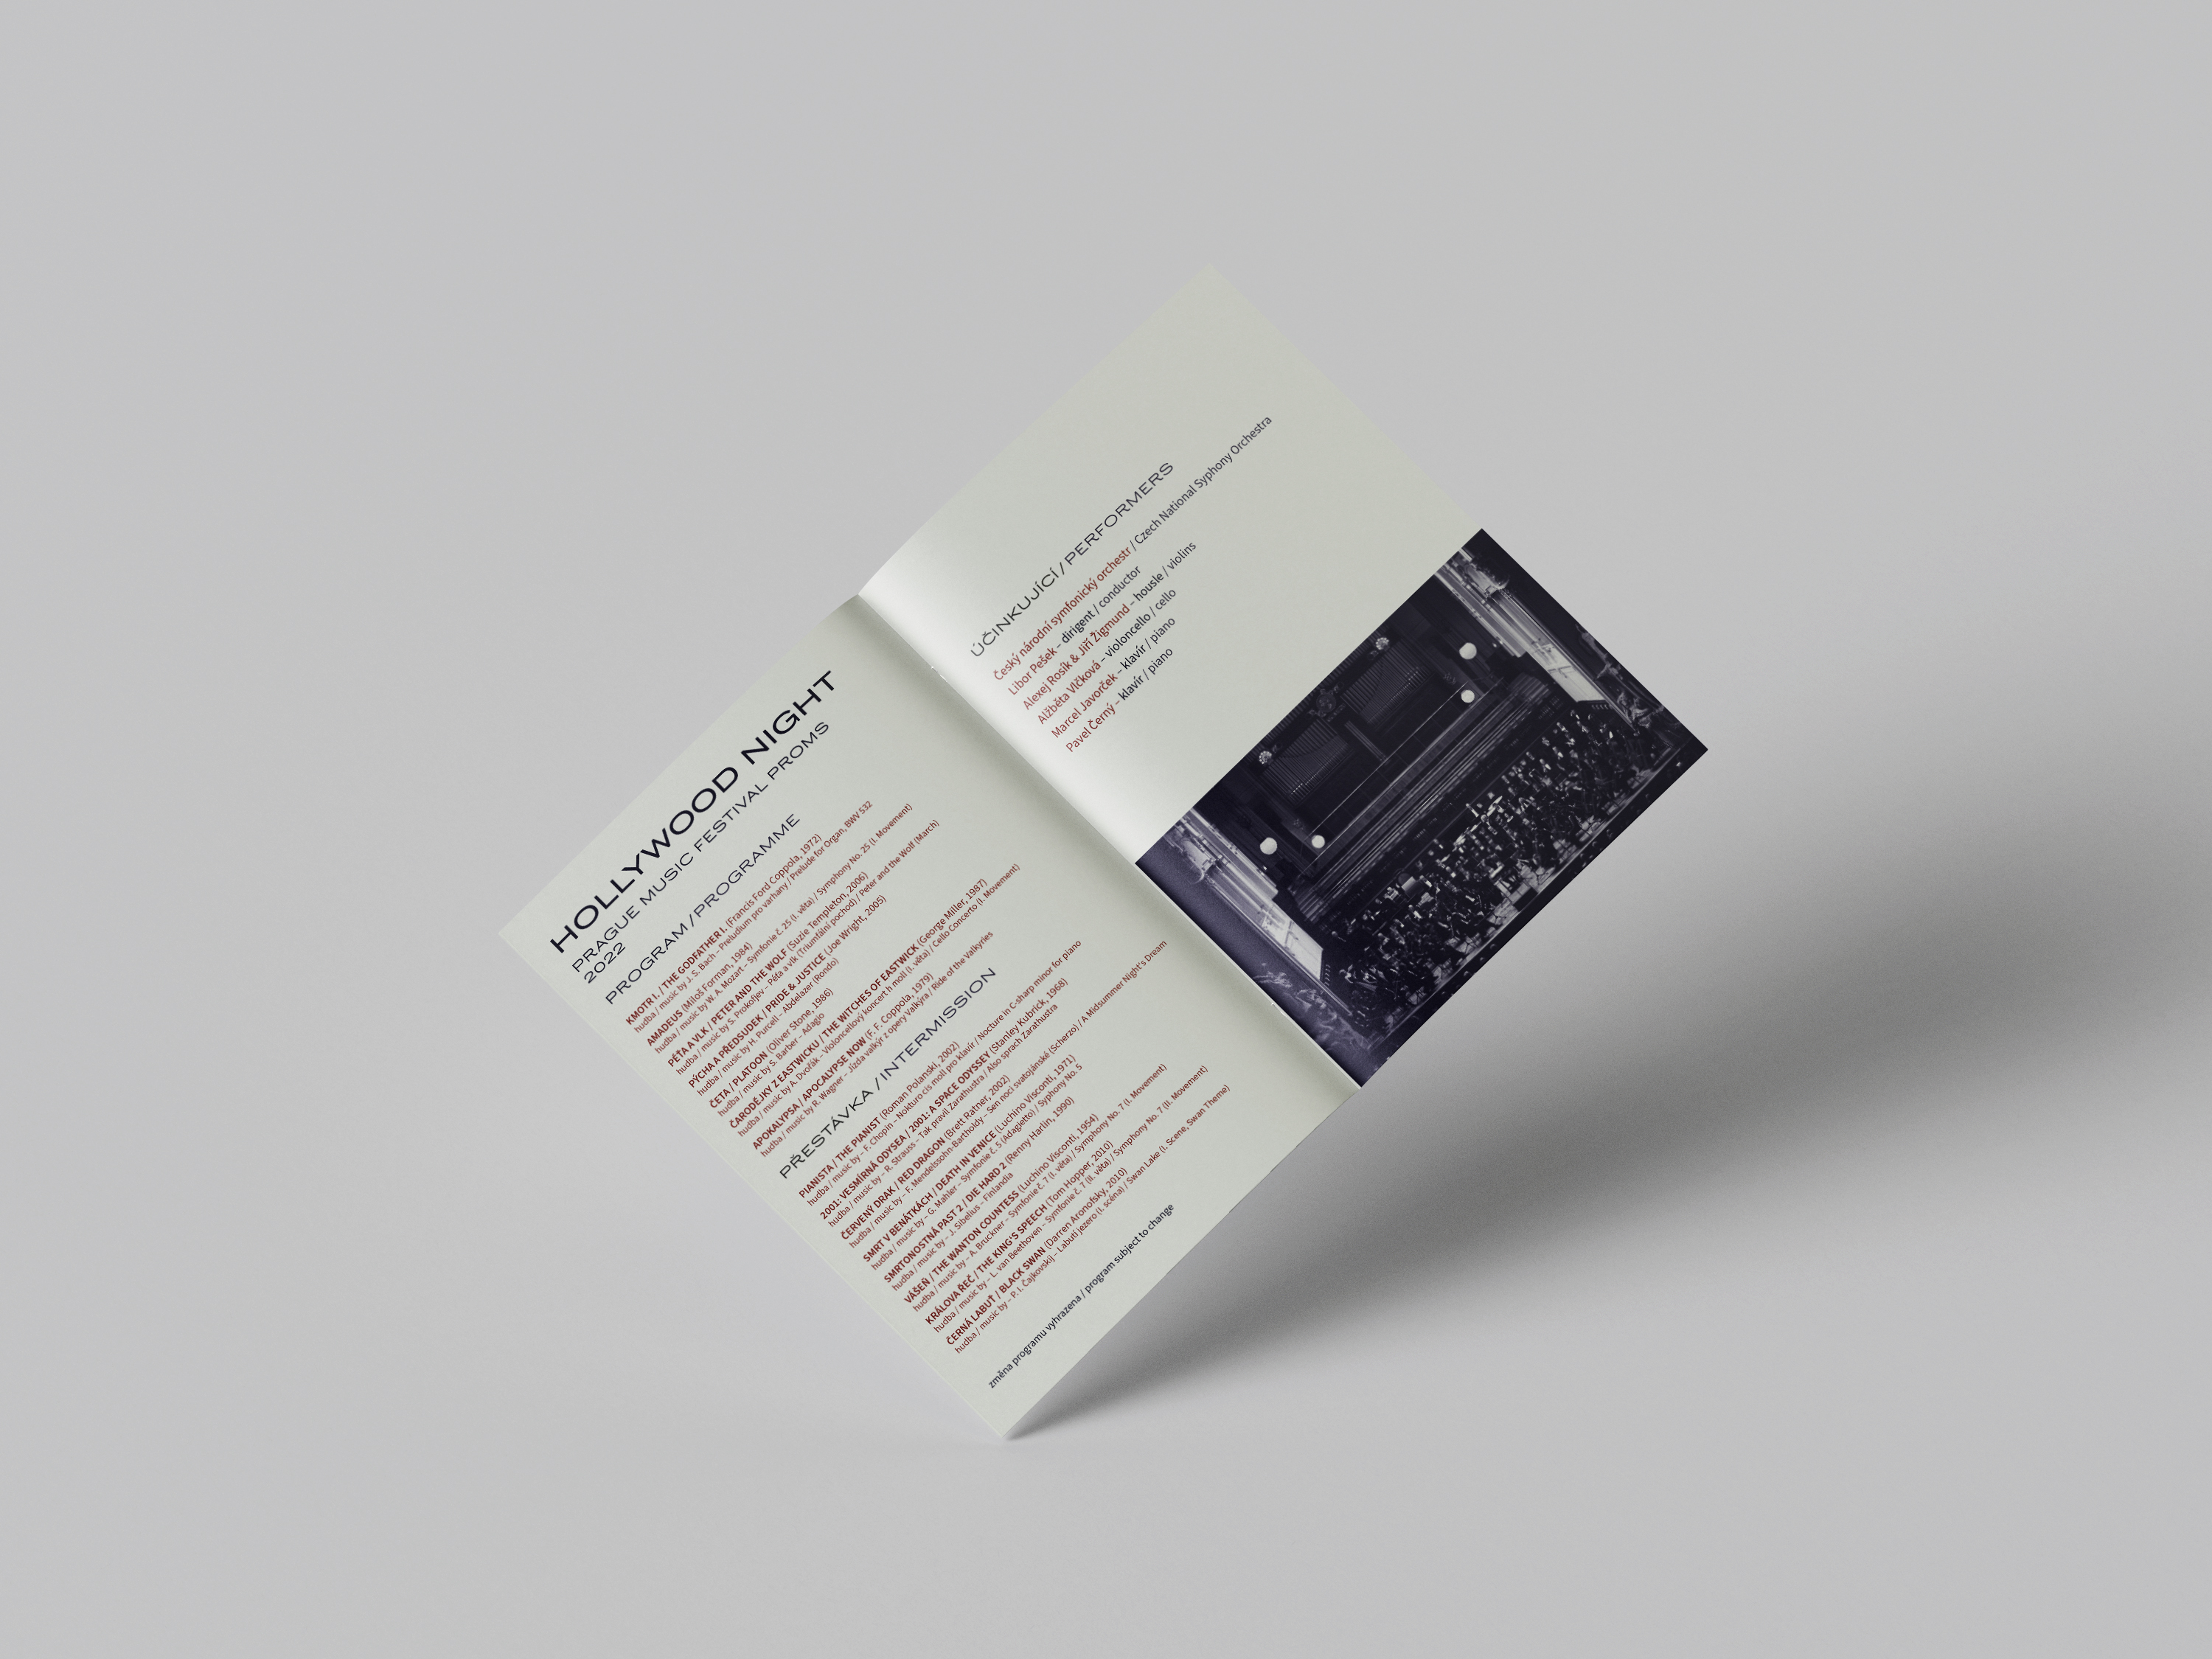 HOLLYWOOD NIGHT
PRAGUE MUSIC FESTIVAL PROMS
2022
PROGRAM / PROGRAMME
KMOTR I. / THE GODFATHER I. (Francis Ford Coppola, 1972)
hudba / music by J. S. Bach – Preludium pro varhany / Prelude for Organ, BWV 532
AMADEUS (Miloš Forman, 1984)
hudba / music by W. A. Mozart – Symfonie č. 25 (I. věta) / Symphony No. 25 (I. Movement)
PÉŤA A VLK / PETER AND THE WOLF (Suzie Templeton, 2006)
hudba / music by S. Prokofjev – Péťa a vlk (Triumfální pochod) / Peter and the Wolf (March)
PÝCHA A PŘEDSUDEK / PRIDE & JUSTICE (Joe Wright, 2005)
hudba / music by H. Purcell – Abdelazer (Rondo)
ČETA / PLATOON (Oliver Stone, 1986)
hudba / music by S. Barber – Adagio
ČARODĚJKY Z EASTWICKU / THE WITCHES OF EASTWICK (George Miller, 1987)
hudba / music by A. Dvořák – Violoncellový koncert h moll (I. věta) / Cello Concerto (I. Movement)
APOKALYPSA / APOCALYPSE NOW (F. F. Coppola, 1979)
hudba / music by R. Wagner – Jízda valkýr z opery Valkýra / Ride of the Valkyries
PŘESTÁVKA / INTERMISSION
PIANISTA / THE PIANIST (Roman Polanski, 2002)
hudba / music by – F. Chopin – Nokturo cis moll pro klavír / Nocture in C-sharp minor for piano
2001: VESMÍRNÁ ODYSEA / 2001: A SPACE ODYSSEY (Stanley Kubrick, 1968)
hudba / music by – R. Strauss – Tak pravil Zarathustra / Also sprach Zarathustra
ČERVENÝ DRAK / RED DRAGON (Brett Ratner, 2002)
hudba / music by – F. Mendelssohn-Bartholdy – Sen noci svatojánské (Scherzo) / A Midsummer Night's Dream
SMRT V BENÁTKÁCH / DEATH IN VENICE (Luchino Visconti, 1971)
hudba / music by – G. Mahler – Symfonie č. 5 (Adagietto) / Syphony No. 5
SMRTONOSTNÁ PAST 2 / DIE HARD 2 (Renny Harlin, 1990)
hudba / music by – J. Sibelius – Finlandia
VÁŠEŇ / THE WANTON COUNTESS (Luchino Visconti, 1954)
hudba / music by – A. Bruckner – Symfonie č. 7 (I. věta) / Symphony No. 7 (I. Movement)
KRÁLOVA ŘEČ / THE KING'S SPEECH (Tom Hopper, 2010)
hudba / music by – L. van Beethoven – Symfonie č. 7 (II. věta) / Symphony No. 7 (II. Movement)
ČERNÁ LABUŤ / BLACK SWAN (Darren Aronofsky, 2010)
hudba / music by – P. I. Čajkovskij – Labutí jezero (I. scéna) / Swan Lake (I. Scene, Swan Theme)
změna programu vyhrazena / program subject to change
ÚČINKUJÍCÍ / PERFORMERS
Český národní symfonický orchestr / Czech National Syphony Orchestra
Libor Pešek – dirigent / conductor
Alexej Rosík & Jiří Žigmund – housle / violins
Alžběta Vlčková – violoncello / cello
Marcel Javorček – klavír / piano
Pavel Černý – klavír / piano